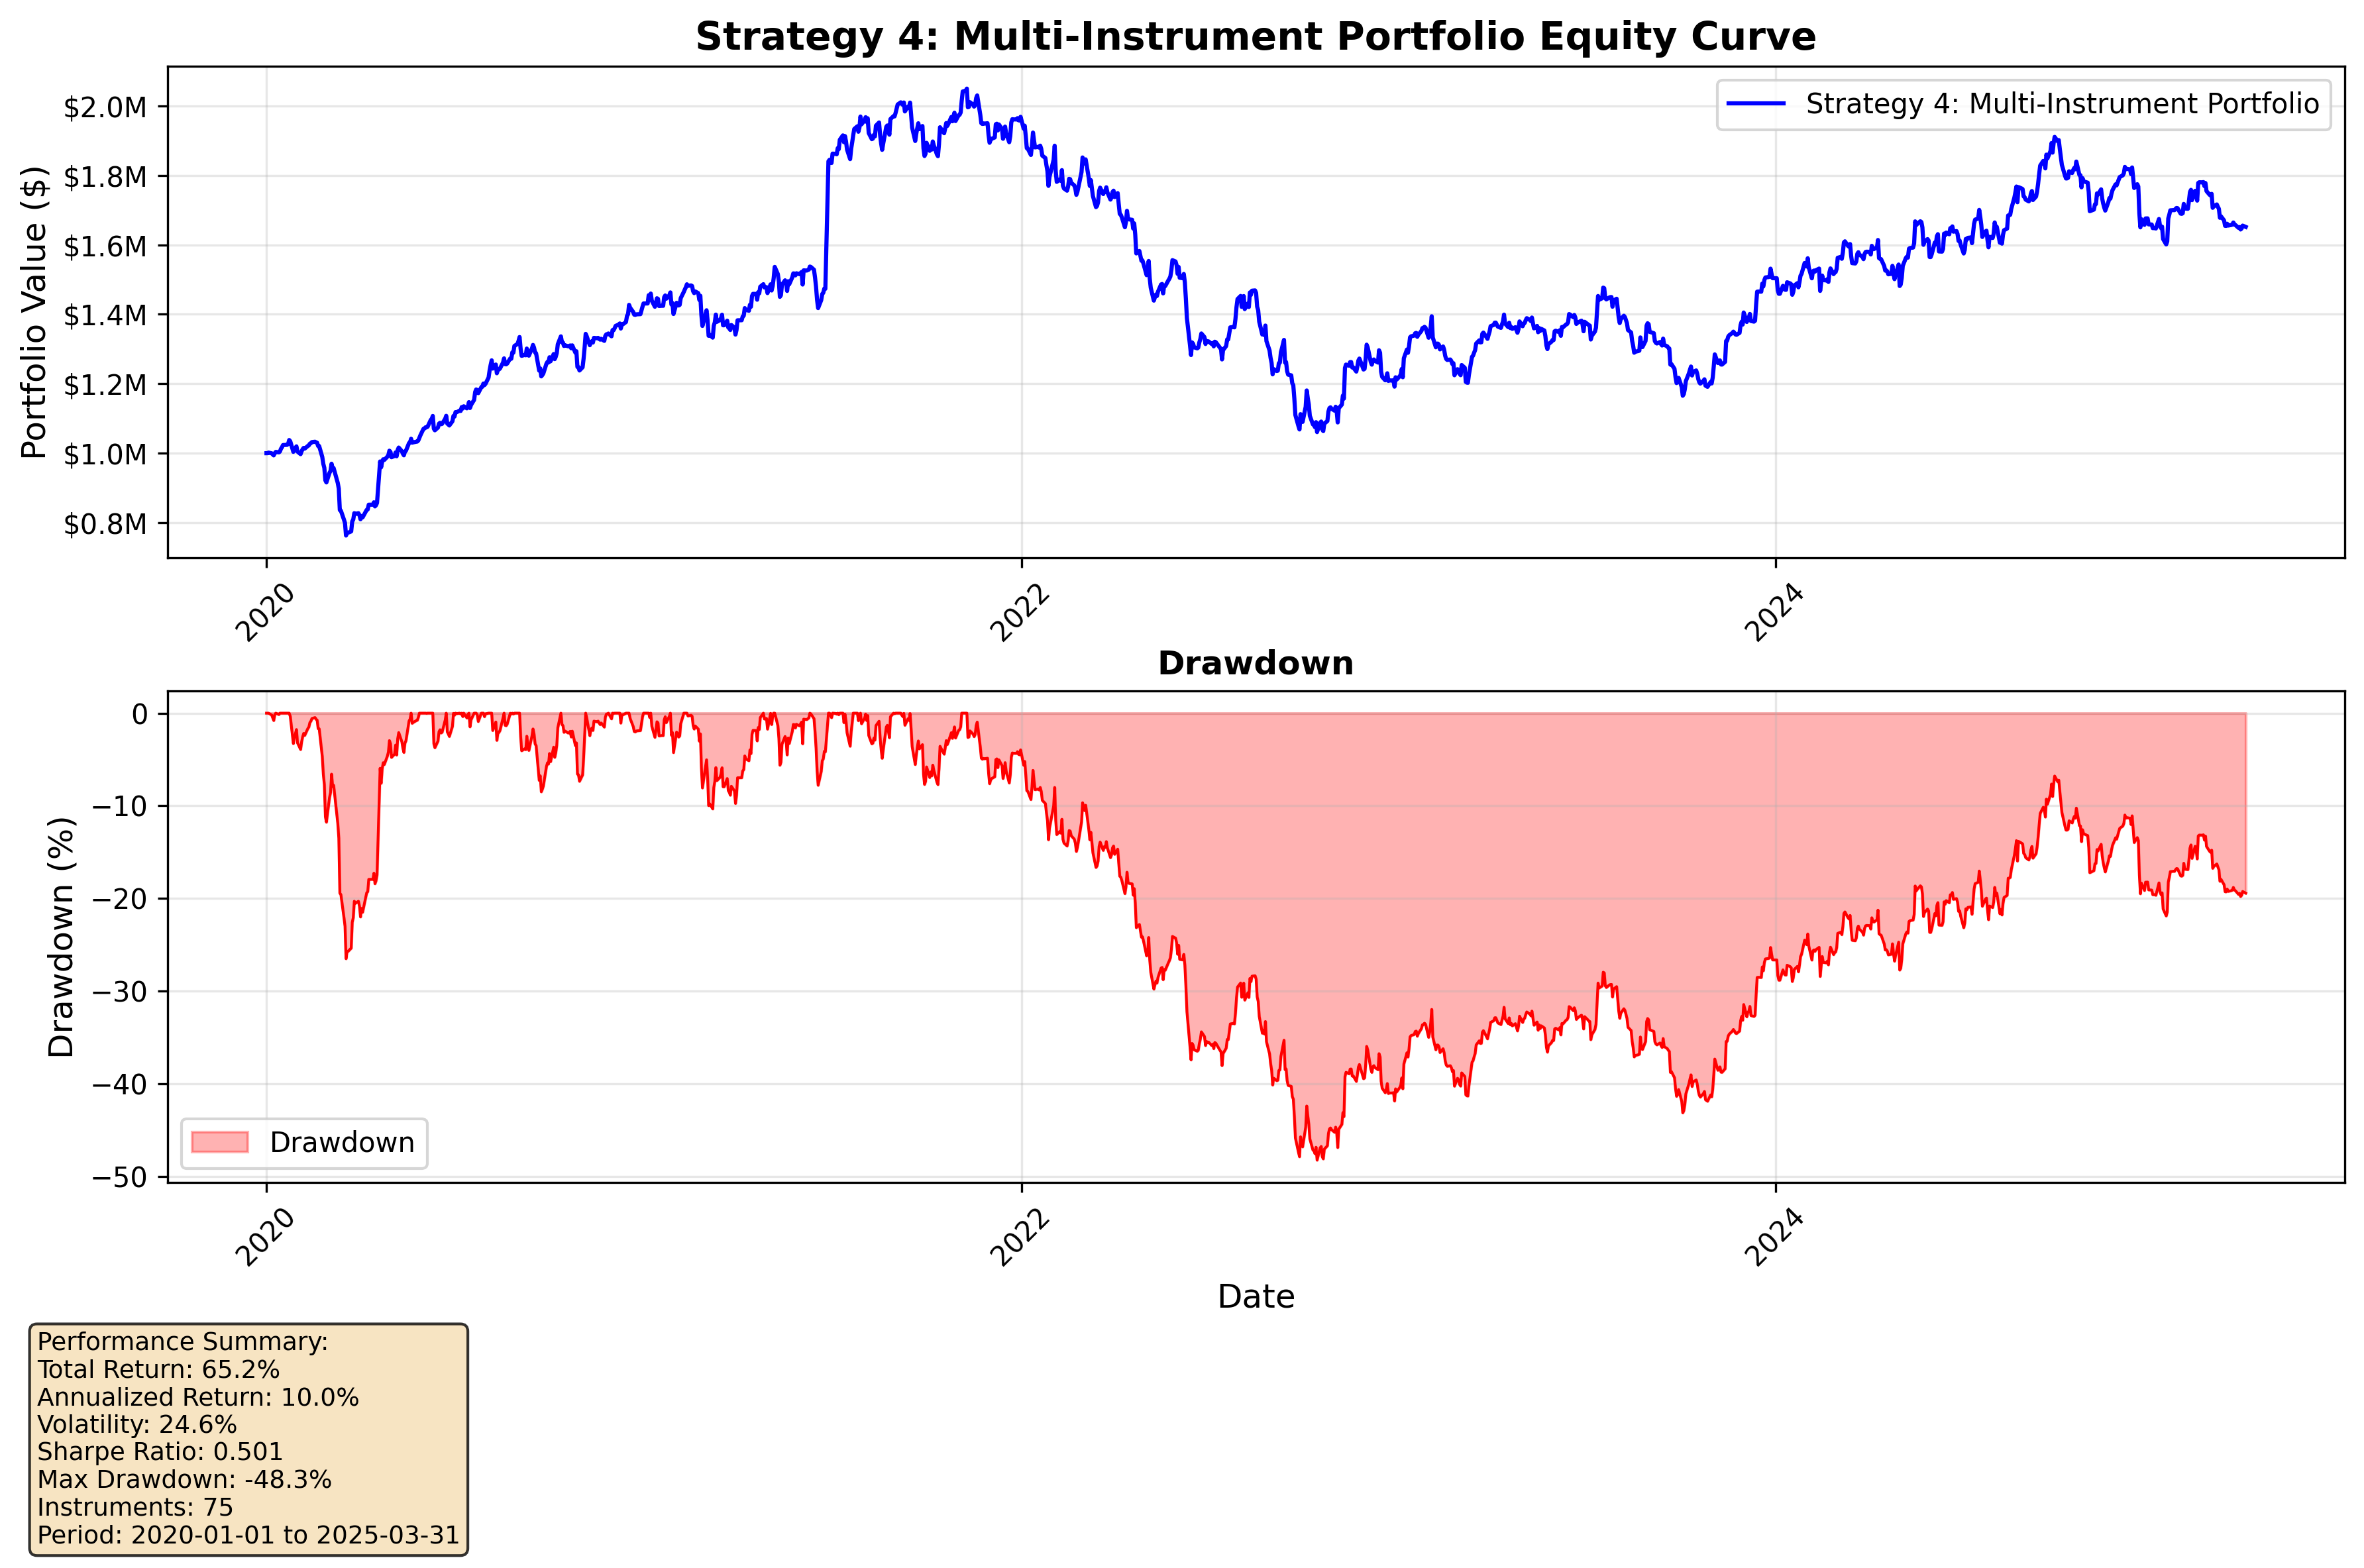 Strategy 4: Multi-Instrument Portfolio Equity Curve
Portfolio Value ($)
$2.0M
$1.8M
$1.6M
$1.4M
$1.2M
$1.0M
$0.8M
Strategy 4: Multi-Instrument Portfolio
2020
2022
2024
Drawdown
Drawdown (%)
0
−10
−20
−30
−40
−50
Drawdown
2020
2022
2024
Date
Performance Summary:
Total Return: 65.2%
Annualized Return: 10.0%
Volatility: 24.6%
Sharpe Ratio: 0.501
Max Drawdown: -48.3%
Instruments: 75
Period: 2020-01-01 to 2025-03-31